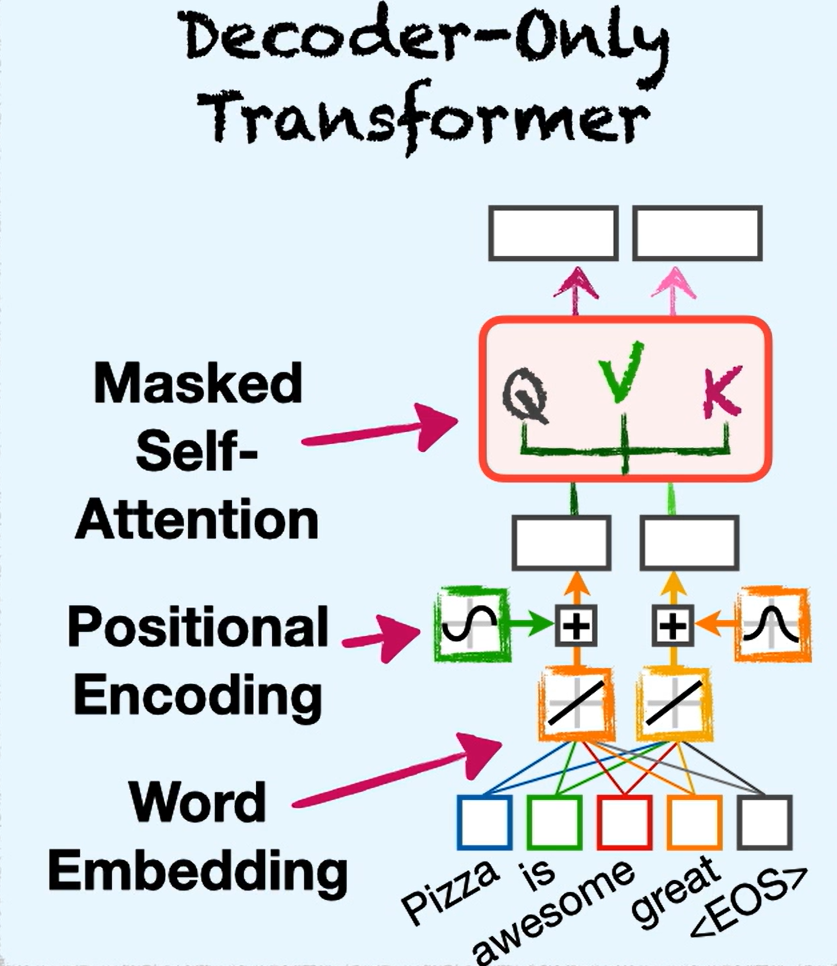 Decoder-Only
Transformer
Masked
Self-
Attention
Q V K
Positional
Encoding
+ +
Word
Embedding
Pizza
is
awesome
great
<EOS>